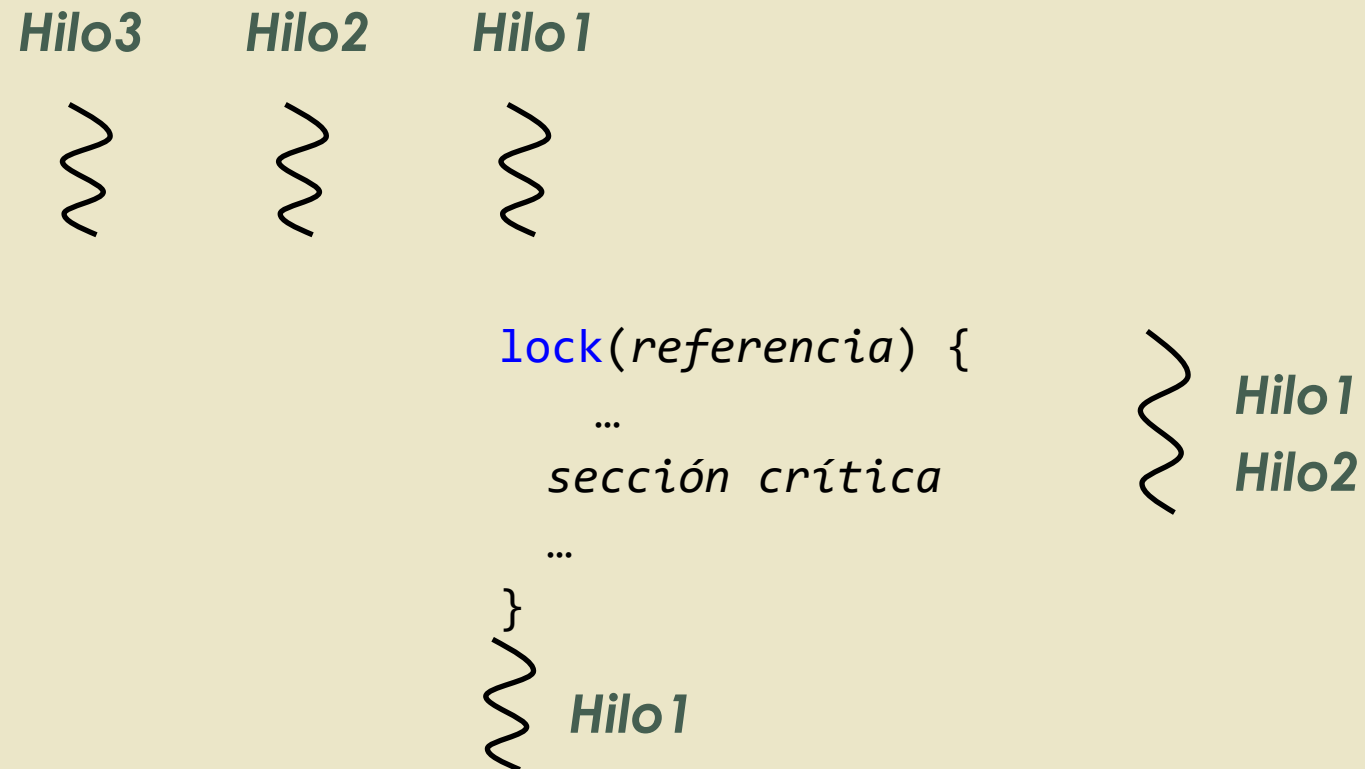 Hilo3 Hilo2 Hilo1
lock(referencia) {
…
sección crítica
…
}
Hilo1
Hilo2
Hilo1